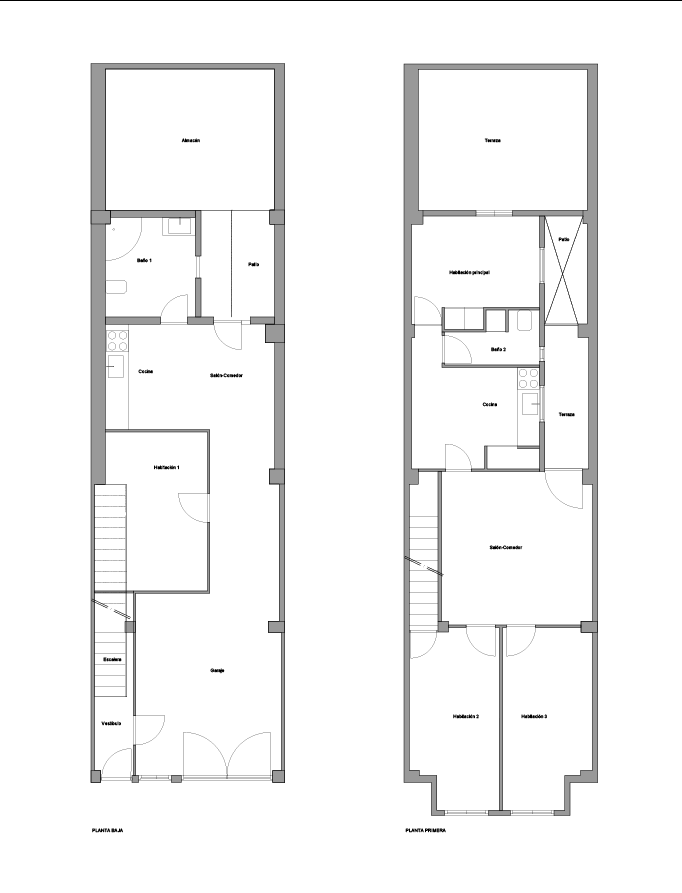 Almacén
Baño 1
Patio
Cocina
Salón-Comedor
Habitación 1
Escalera
Garaje
Vestíbulo
PLANTA BAJA
Terraza
Patio
Habitación principal
Baño 2
Cocina
Terraza
Salón-Comedor
Habitación 2
Habitación 3
PLANTA PRIMERA